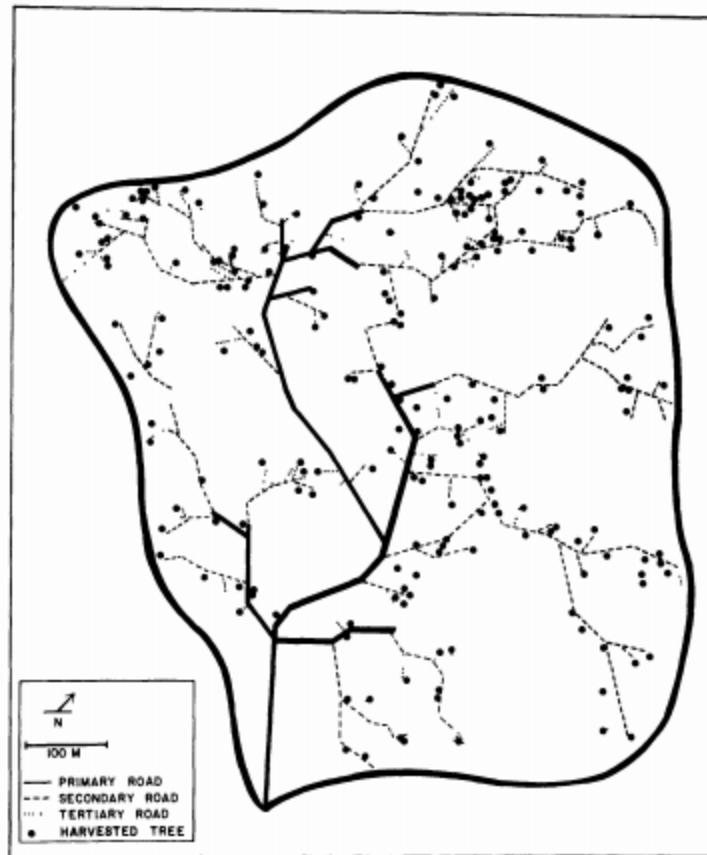 N
100 M
PRIMARY ROAD
SECONDARY ROAD
TERTIARY ROAD
HARVESTED TREE